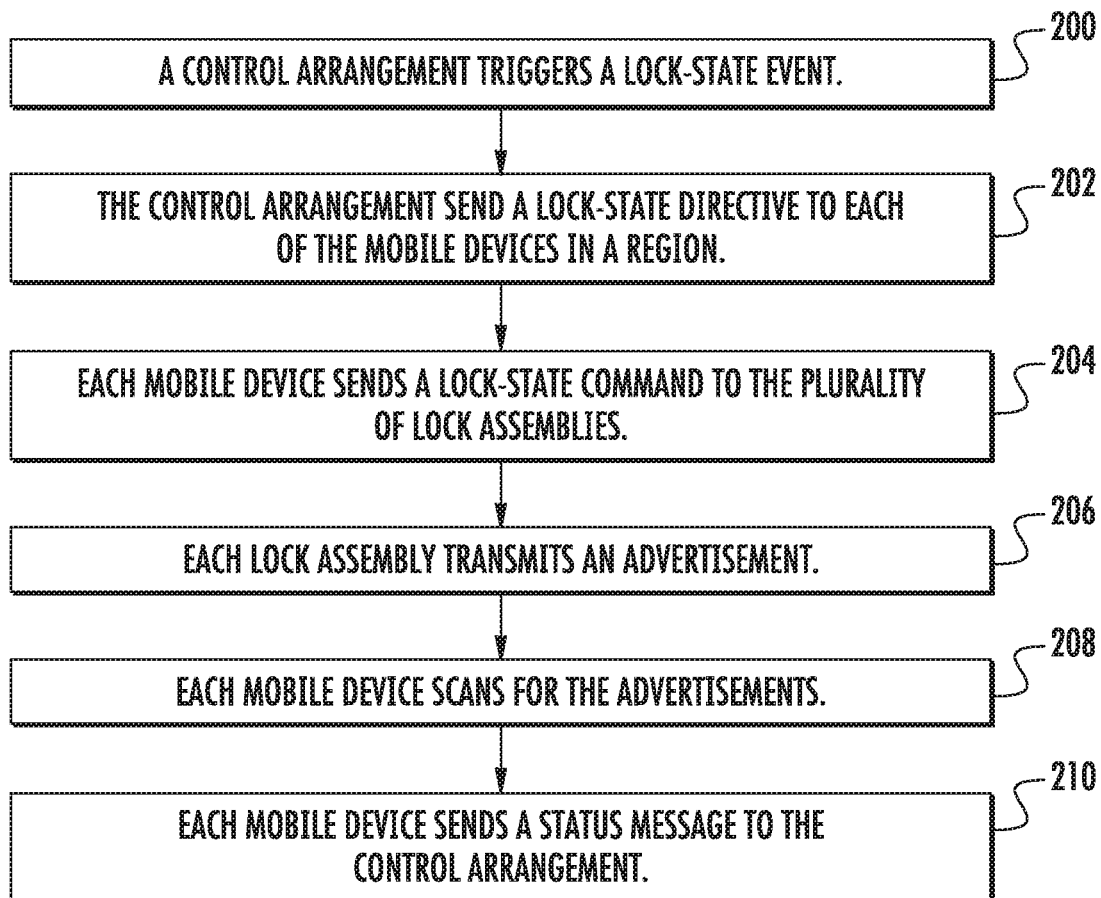 200
A CONTROL ARRANGEMENT TRIGGERS A LOCK-STATE EVENT.
202
THE CONTROL ARRANGEMENT SEND A LOCK-STATE DIRECTIVE TO EACH
OF THE MOBILE DEVICES IN A REGION.
204
EACH MOBILE DEVICE SENDS A LOCK-STATE COMMAND TO THE PLURALITY
OF LOCK ASSEMBLIES.
206
EACH LOCK ASSEMBLY TRANSMITS AN ADVERTISEMENT.
208
EACH MOBILE DEVICE SCANS FOR THE ADVERTISEMENTS.
210
EACH MOBILE DEVICE SENDS A STATUS MESSAGE TO THE
CONTROL ARRANGEMENT.